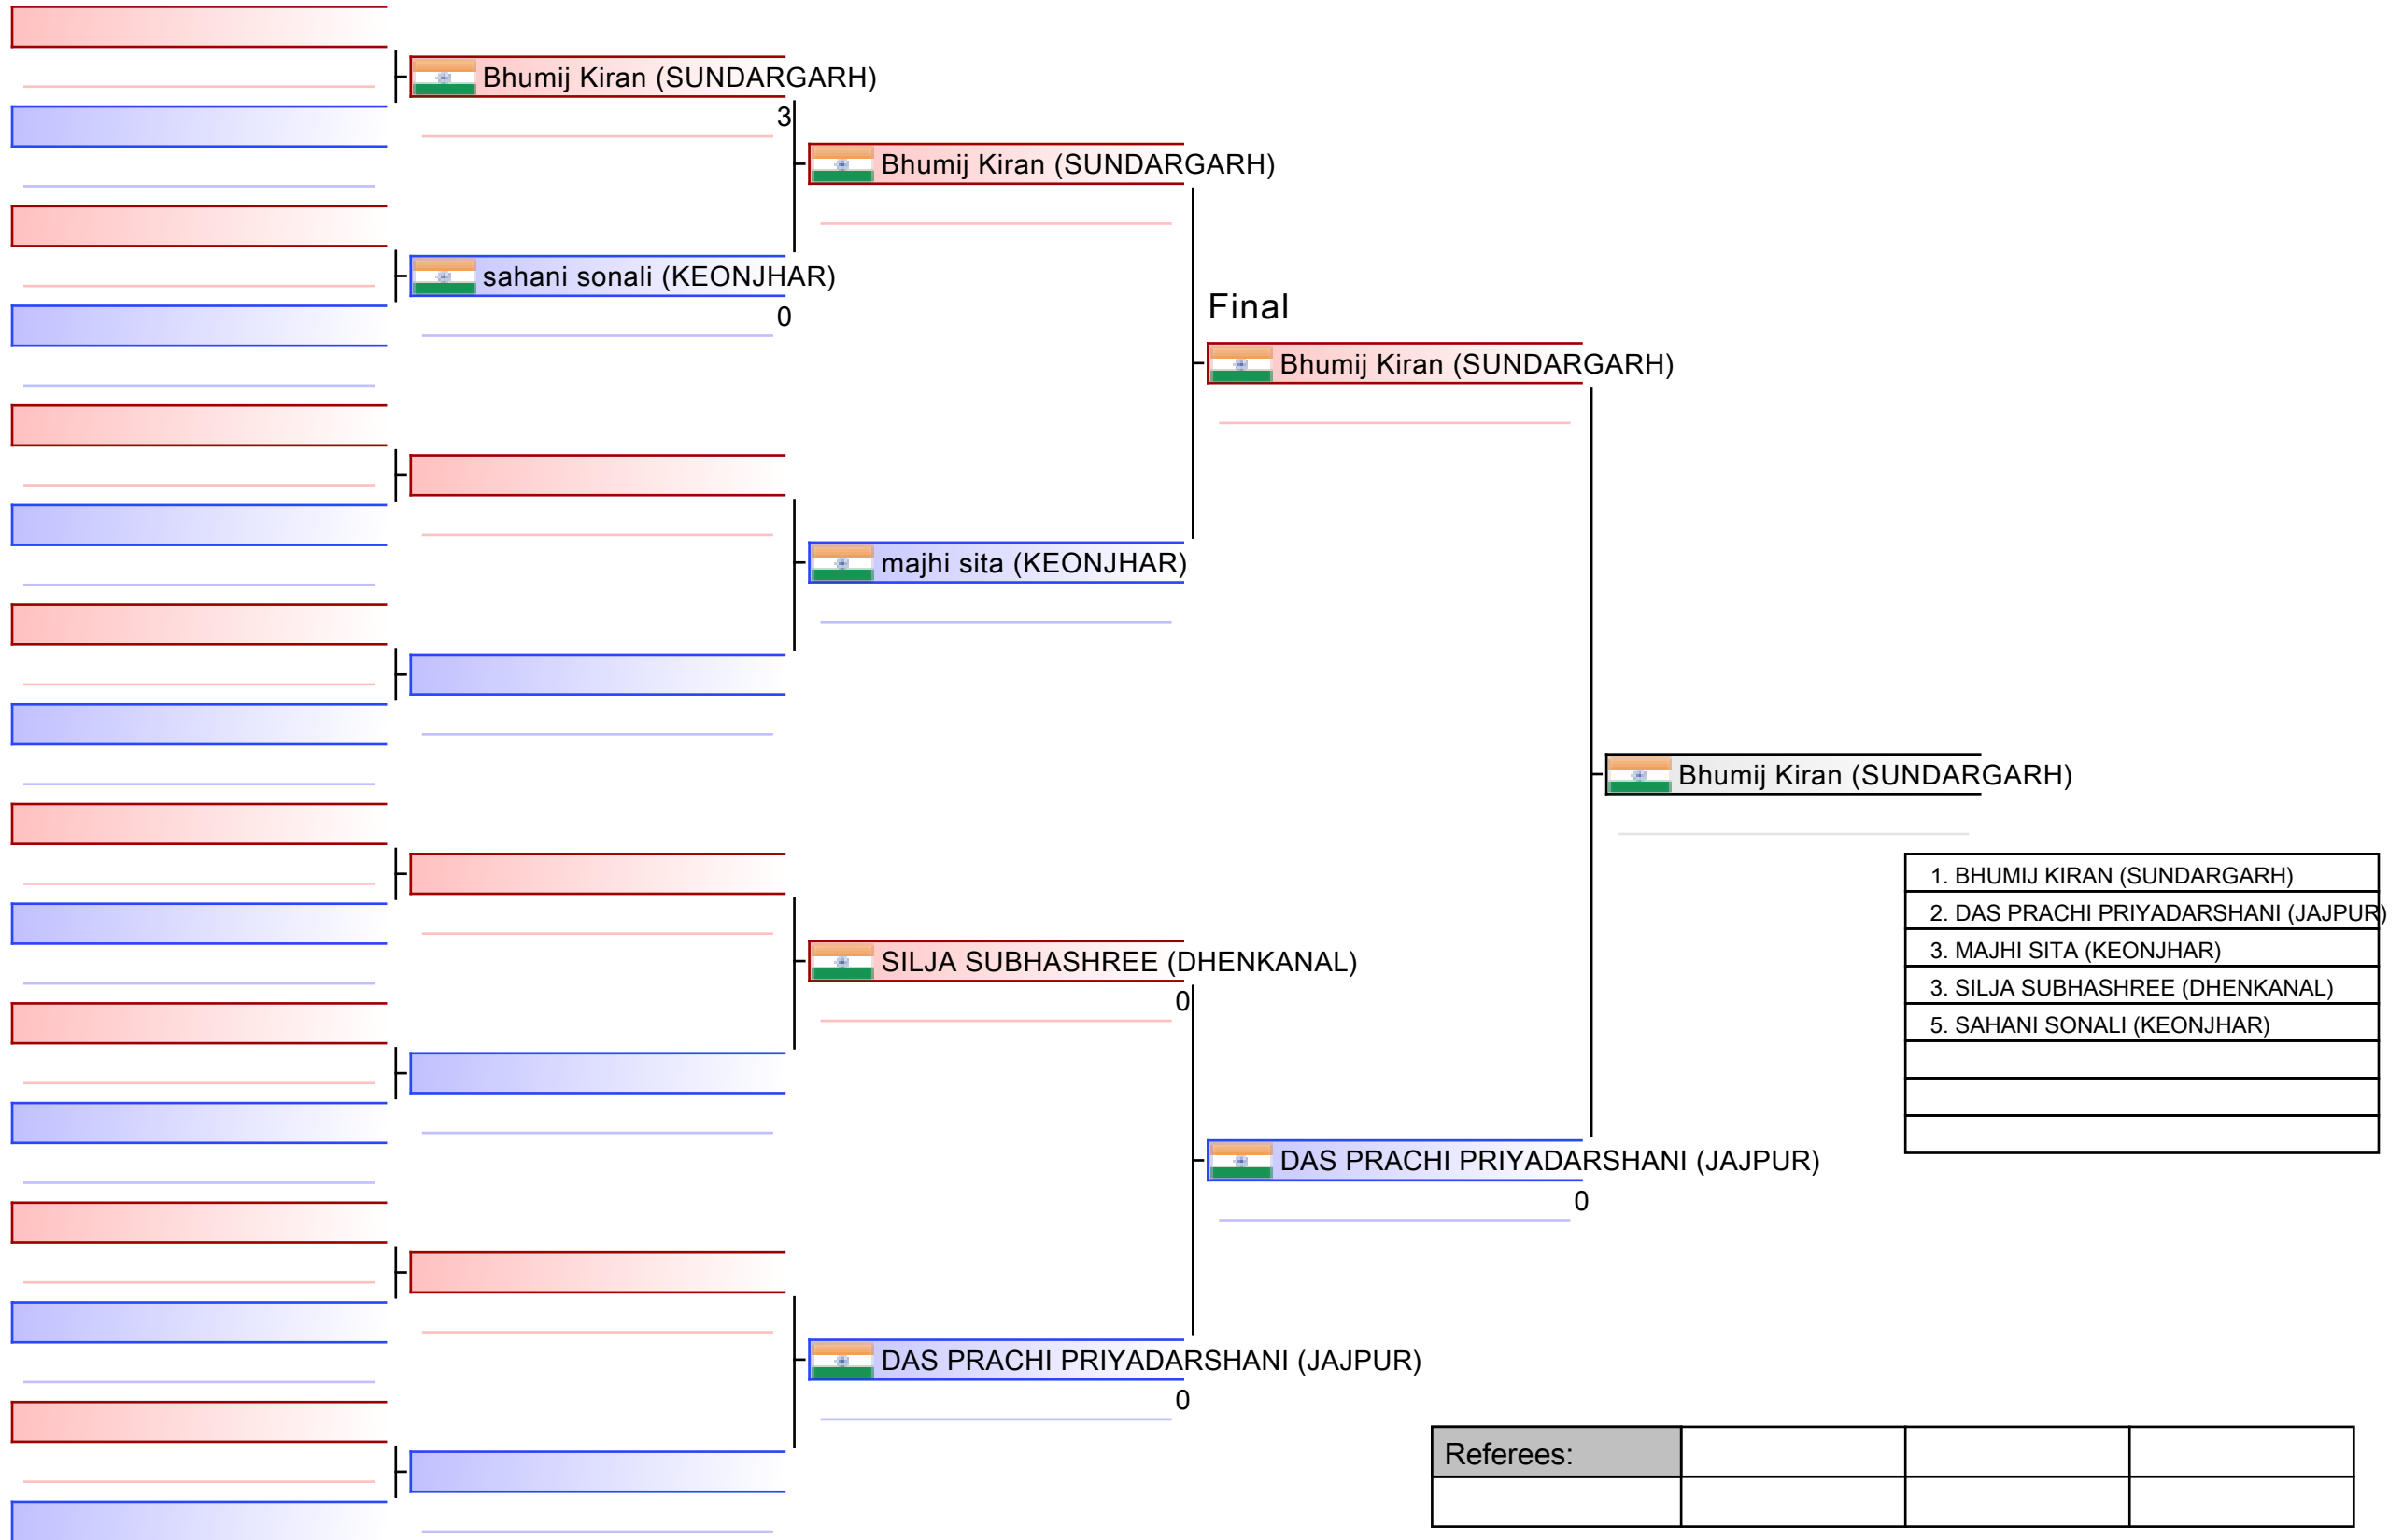 Bhumij Kiran (SUNDARGARH)
3
Bhumij Kiran (SUNDARGARH)
sahani sonali (KEONJHAR)
0
Final
Bhumij Kiran (SUNDARGARH)
majhi sita (KEONJHAR)
Bhumij Kiran (SUNDARGARH)
1. BHUMIJ KIRAN (SUNDARGARH)
2. DAS PRACHI PRIYADARSHANI (JAJPUR)
3. MAJHI SITA (KEONJHAR)
3. SILJA SUBHASHREE (DHENKANAL)
5. SAHANI SONALI (KEONJHAR)
SILJA SUBHASHREE (DHENKANAL)
0
DAS PRACHI PRIYADARSHANI (JAJPUR)
0
DAS PRACHI PRIYADARSHANI (JAJPUR)
0
Referees: